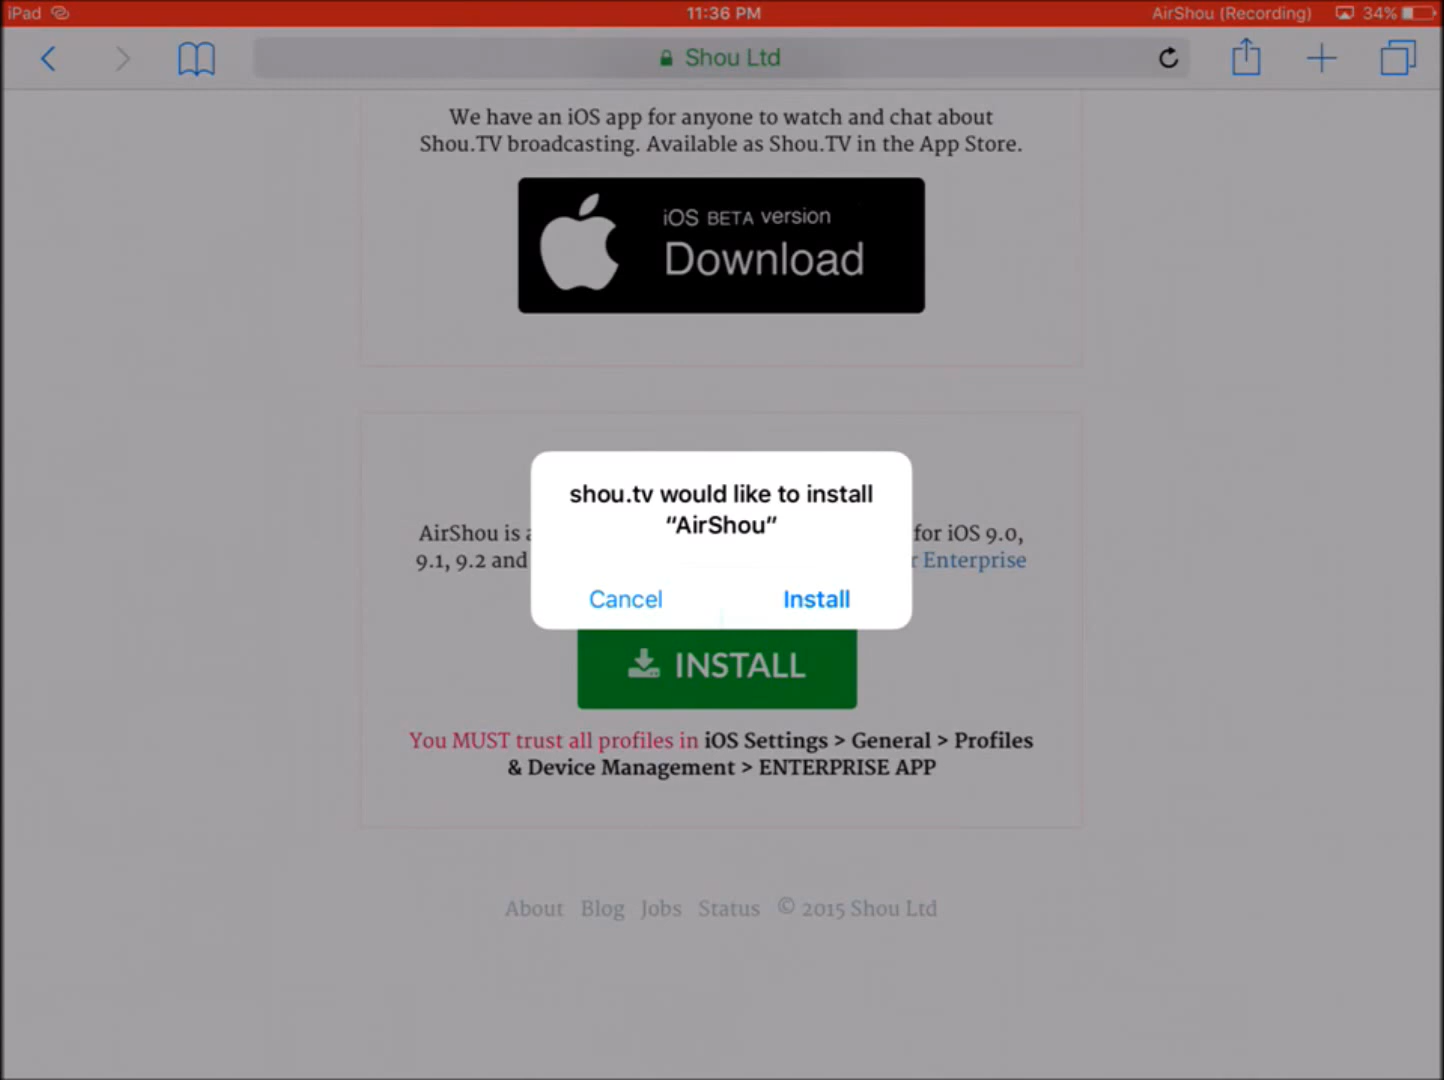 iPad 11:36 PM AirShou (Recording) 34%
Shou Ltd
We have an iOS app for anyone to watch and chat about
Shou.TV broadcasting. Available as Shou.TV in the App Store.
iOS BETA version
Download
shou.tv would like to install
“AirShou”
Cancel Install
AirShou is for iOS 9.0,
9.1, 9.2 and Enterprise
INSTALL
You MUST trust all profiles in iOS Settings > General > Profiles
& Device Management > ENTERPRISE APP
About Blog Jobs Status © 2015 Shou Ltd